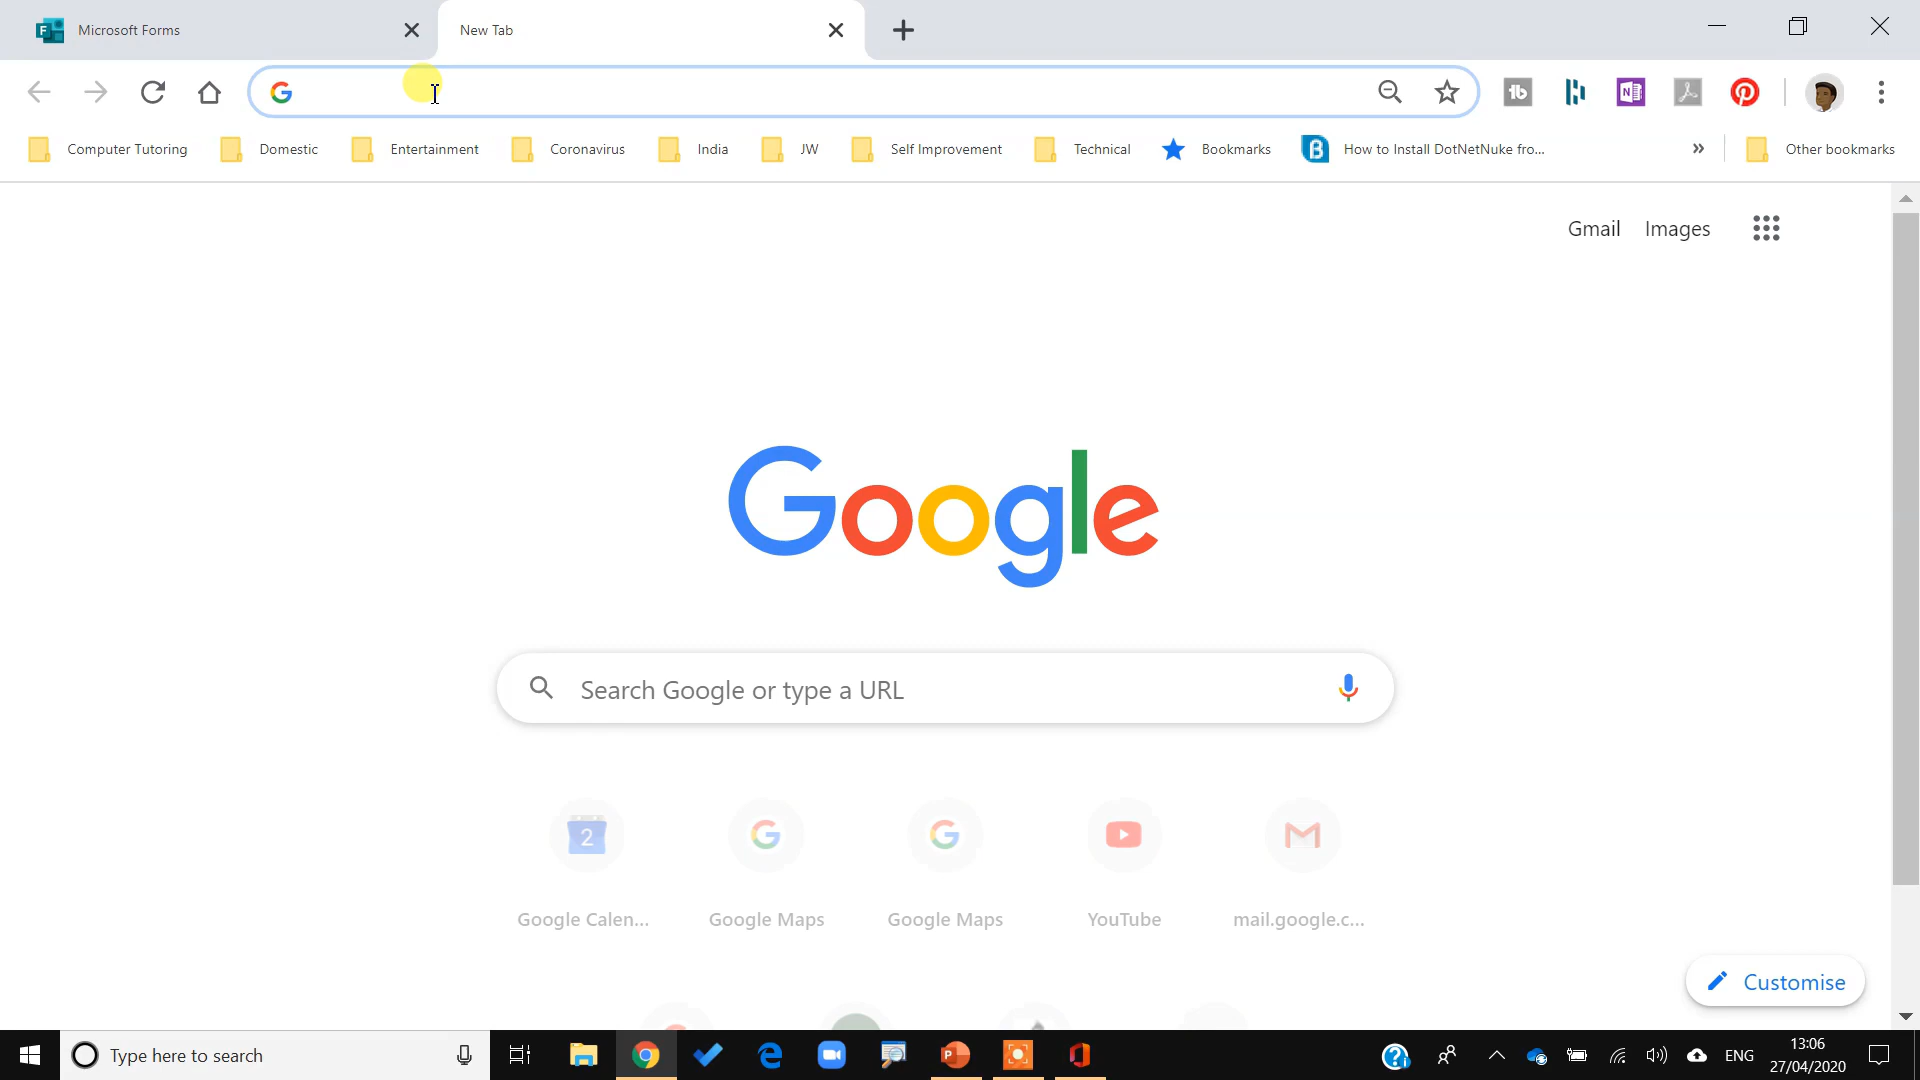 Microsoft Forms
New Tab
Computer Tutoring
Domestic
Entertainment
Coronavirus
India
JW
Self Improvement
Technical
Bookmarks
How to Install DotNetNuke fro...
»
Other bookmarks
Gmail
Images
Google
Search Google or type a URL
2
Google Calen...
Google Maps
Google Maps
YouTube
mail.google.c...
Customise
Type here to search
ENG
13:06
27/04/2020